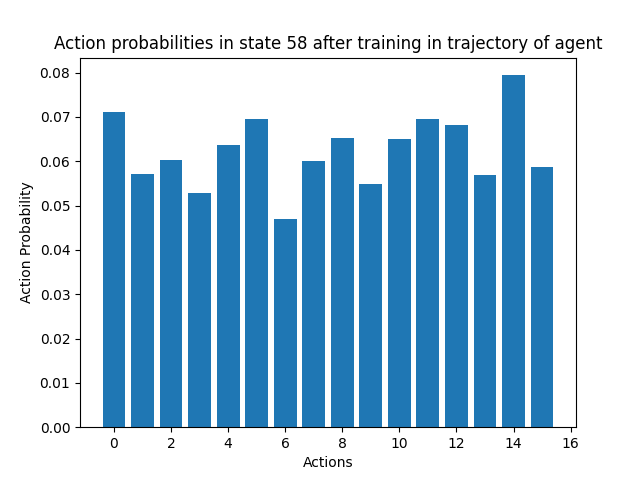 Action probabilities in state 58 after training in trajectory of agent
0.08
0.07
0.06
0.05
0.04
0.03
0.02
0.01
0.00
Action Probability
0 2 4 6 8 10 12 14 16
Actions